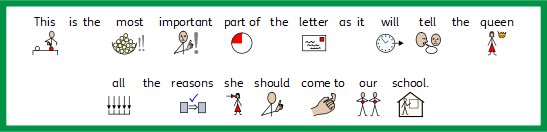 This is the most important part of the letter as it will tell the queen
all the reasons she should come to our school.